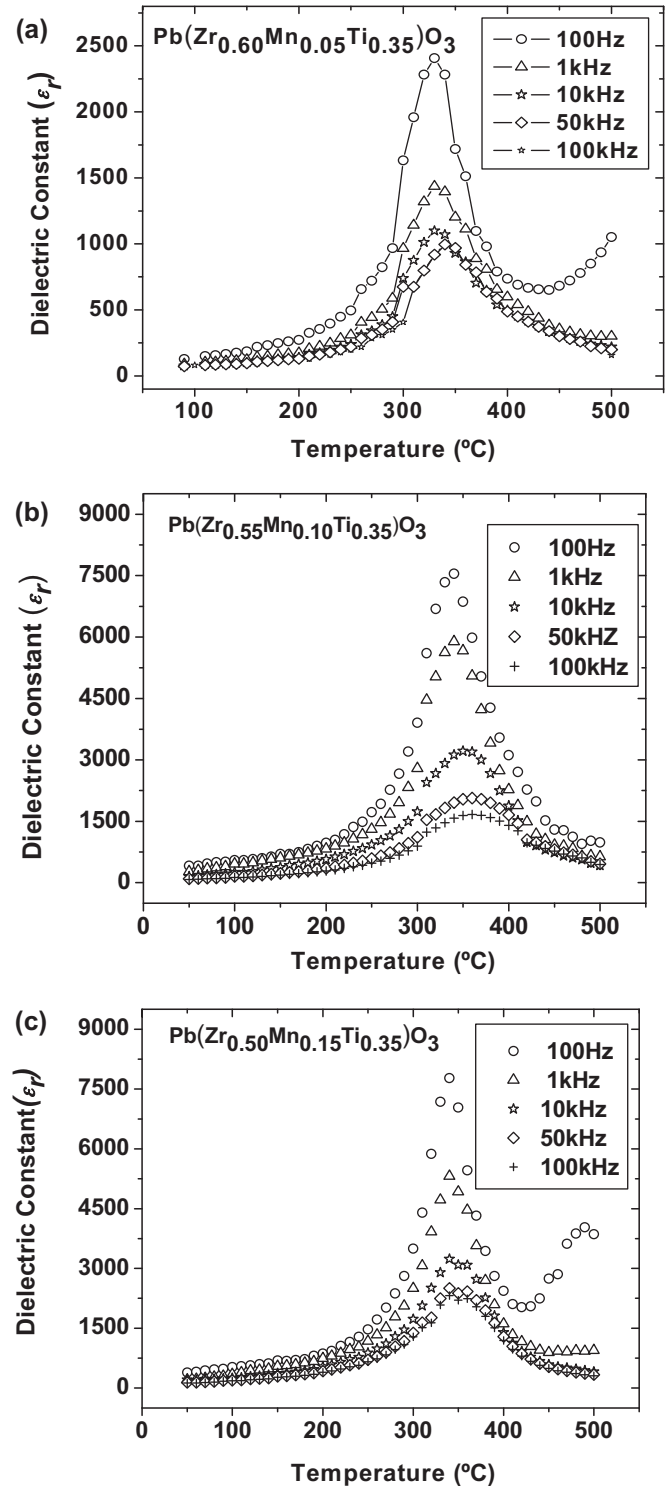 (a)
Pb(Zr0.60Mn0.05Ti0.35)O3
100Hz
1kHz
10kHz
50kHz
100kHz
2500
2000
1500
1000
500
0
Dielectric Constant (εr)
100 200 300 400 500
Temperature (ºC)
(b)
Pb(Zr0.55Mn0.10Ti0.35)O3
100Hz
1kHz
10kHz
50kHZ
100kHz
9000
7500
6000
4500
3000
1500
0
Dielectric Constant (εr)
0 100 200 300 400 500
Temperature (ºC)
(c)
Pb(Zr0.50Mn0.15Ti0.35)O3
100Hz
1kHz
10kHz
50kHz
100kHz
9000
7500
6000
4500
3000
1500
0
Dielectric Constant(εr)
0 100 200 300 400 500
Temperature (ºC)